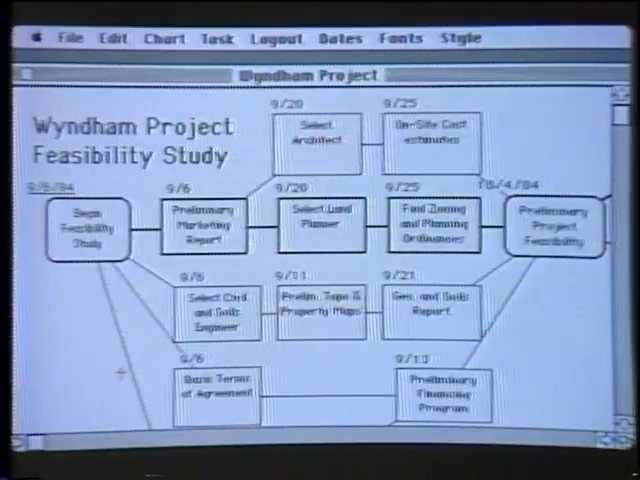 File Edit Chart Task Layout Dates Fonts Style
Wyndham Project
Wyndham Project
Feasibility Study
9/20
Select
Architect
9/25
On-Site Cost
estimates
9/5/84
Begin
Feasibility
Study
9/6
Preliminary
Marketing
Report
9/20
Select Land
Planner
9/25
Find Zoning
and Planning
Ordinances
10/4/84
Preliminary
Project
Feasibility
9/6
Select Civil
and Soils
Engineer
9/11
Prelim. Topo &
Property Maps
9/21
Geo. and Soils
Report
9/6
Basic Terms
of Agreement
9/13
Preliminary
Financing
Program